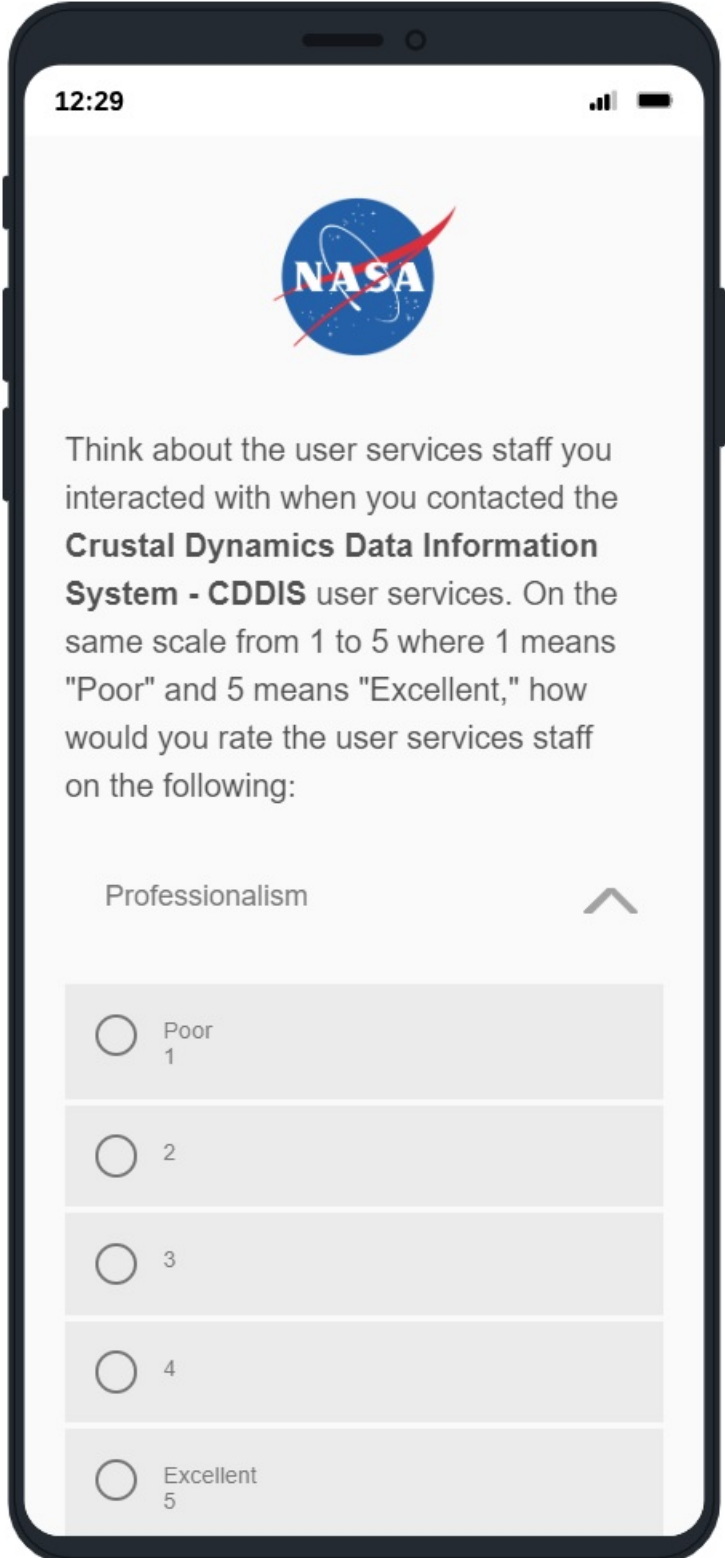 12:29
NASA
Think about the user services staff you
interacted with when you contacted the
Crustal Dynamics Data Information
System - CDDIS user services. On the
same scale from 1 to 5 where 1 means
"Poor" and 5 means "Excellent," how
would you rate the user services staff
on the following:
Professionalism
Poor
1
2
3
4
Excellent
5